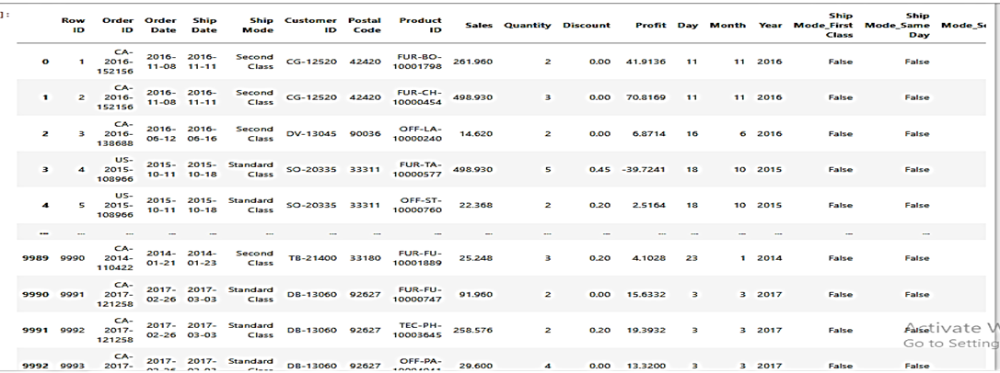 ]:
Row ID Order ID Order Date Ship Date Ship Mode Customer ID Postal Code Product ID Sales Quantity Discount Profit Day Month Year Ship Mode_First Class Ship Mode_Same Day
0 1 CA-2016-152156 2016-11-08 2016-11-11 Second Class CG-12520 42420 FUR-BO-10001798 261.960 2 0.00 41.9136 11 11 2016 False False
1 2 CA-2016-152156 2016-11-08 2016-11-11 Second Class CG-12520 42420 FUR-CH-10000454 498.930 3 0.00 70.8169 11 11 2016 False False
2 3 CA-2016-138688 2016-06-12 2016-06-16 Second Class DV-13045 90036 OFF-LA-10000240 14.620 2 0.00 6.8714 16 6 2016 False False
3 4 US-2015-108966 2015-10-11 2015-10-18 Standard Class SO-20335 33311 FUR-TA-10000577 498.930 5 0.45 -39.7241 18 10 2015 False False
4 5 US-2015-108966 2015-10-11 2015-10-18 Standard Class SO-20335 33311 OFF-ST-10000760 22.368 2 0.20 2.5164 18 10 2015 False False
... ... ... ... ... ... ... ... ... ... ... ... ... ... ... ... ... ...
9989 9990 CA-2014-110422 2014-01-21 2014-01-23 Second Class TB-21400 33180 FUR-FU-10001889 25.248 3 0.20 4.1028 23 1 2014 False False
9990 9991 CA-2017-121258 2017-02-26 2017-03-03 Standard Class DB-13060 92627 FUR-FU-10000747 91.960 2 0.00 15.6332 3 3 2017 False False
9991 9992 CA-2017-121258 2017-02-26 2017-03-03 Standard Class DB-13060 92627 TEC-PH-10003645 258.576 2 0.20 19.3932 3 3 2017 False False
Activate
Go to Setting
9992 9993 CA-2017- 2017- 2017- Standard Class DB-13060 92627 OFF-PA- 29.600 4 0.00 13.3200 3 3 2017 False False